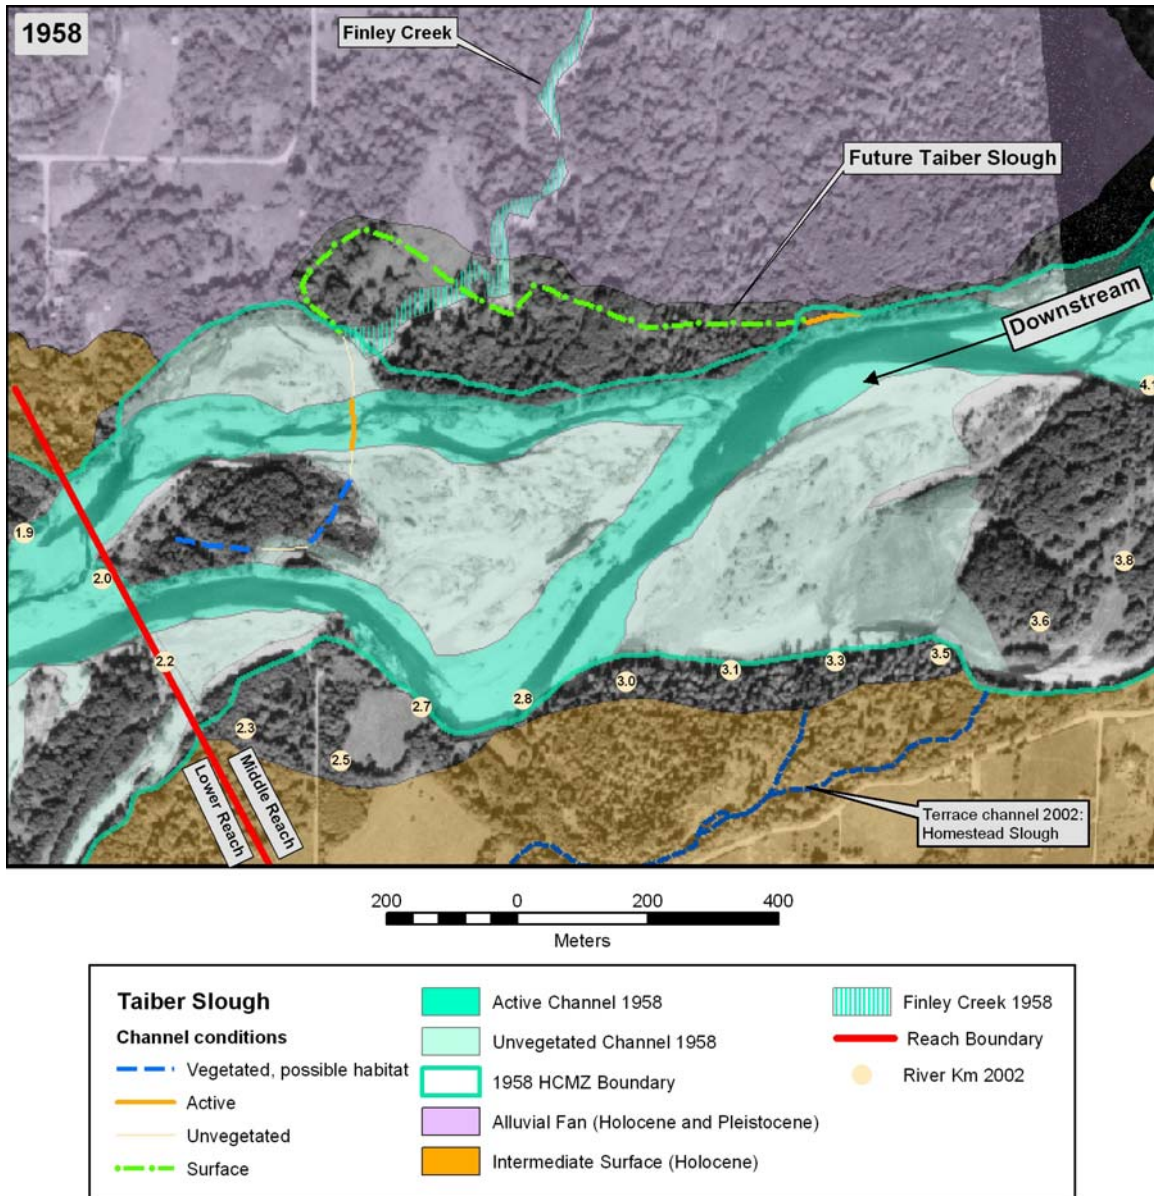 1958
Finley Creek
Future Taiber Slough
Downstream
4.1
1.9
2.0
3.8
3.6
2.2
3.5
3.3
3.1
3.0
2.8
2.7
2.3
2.5
Lower Reach
Middle Reach
Terrace channel 2002:
Homestead Slough
200 0 200 400
Meters
Taiber Slough
Channel conditions
Vegetated, possible habitat
Active
Unvegetated
Surface
Active Channel 1958
Unvegetated Channel 1958
1958 HCMZ Boundary
Alluvial Fan (Holocene and Pleistocene)
Intermediate Surface (Holocene)
Finley Creek 1958
Reach Boundary
River Km 2002